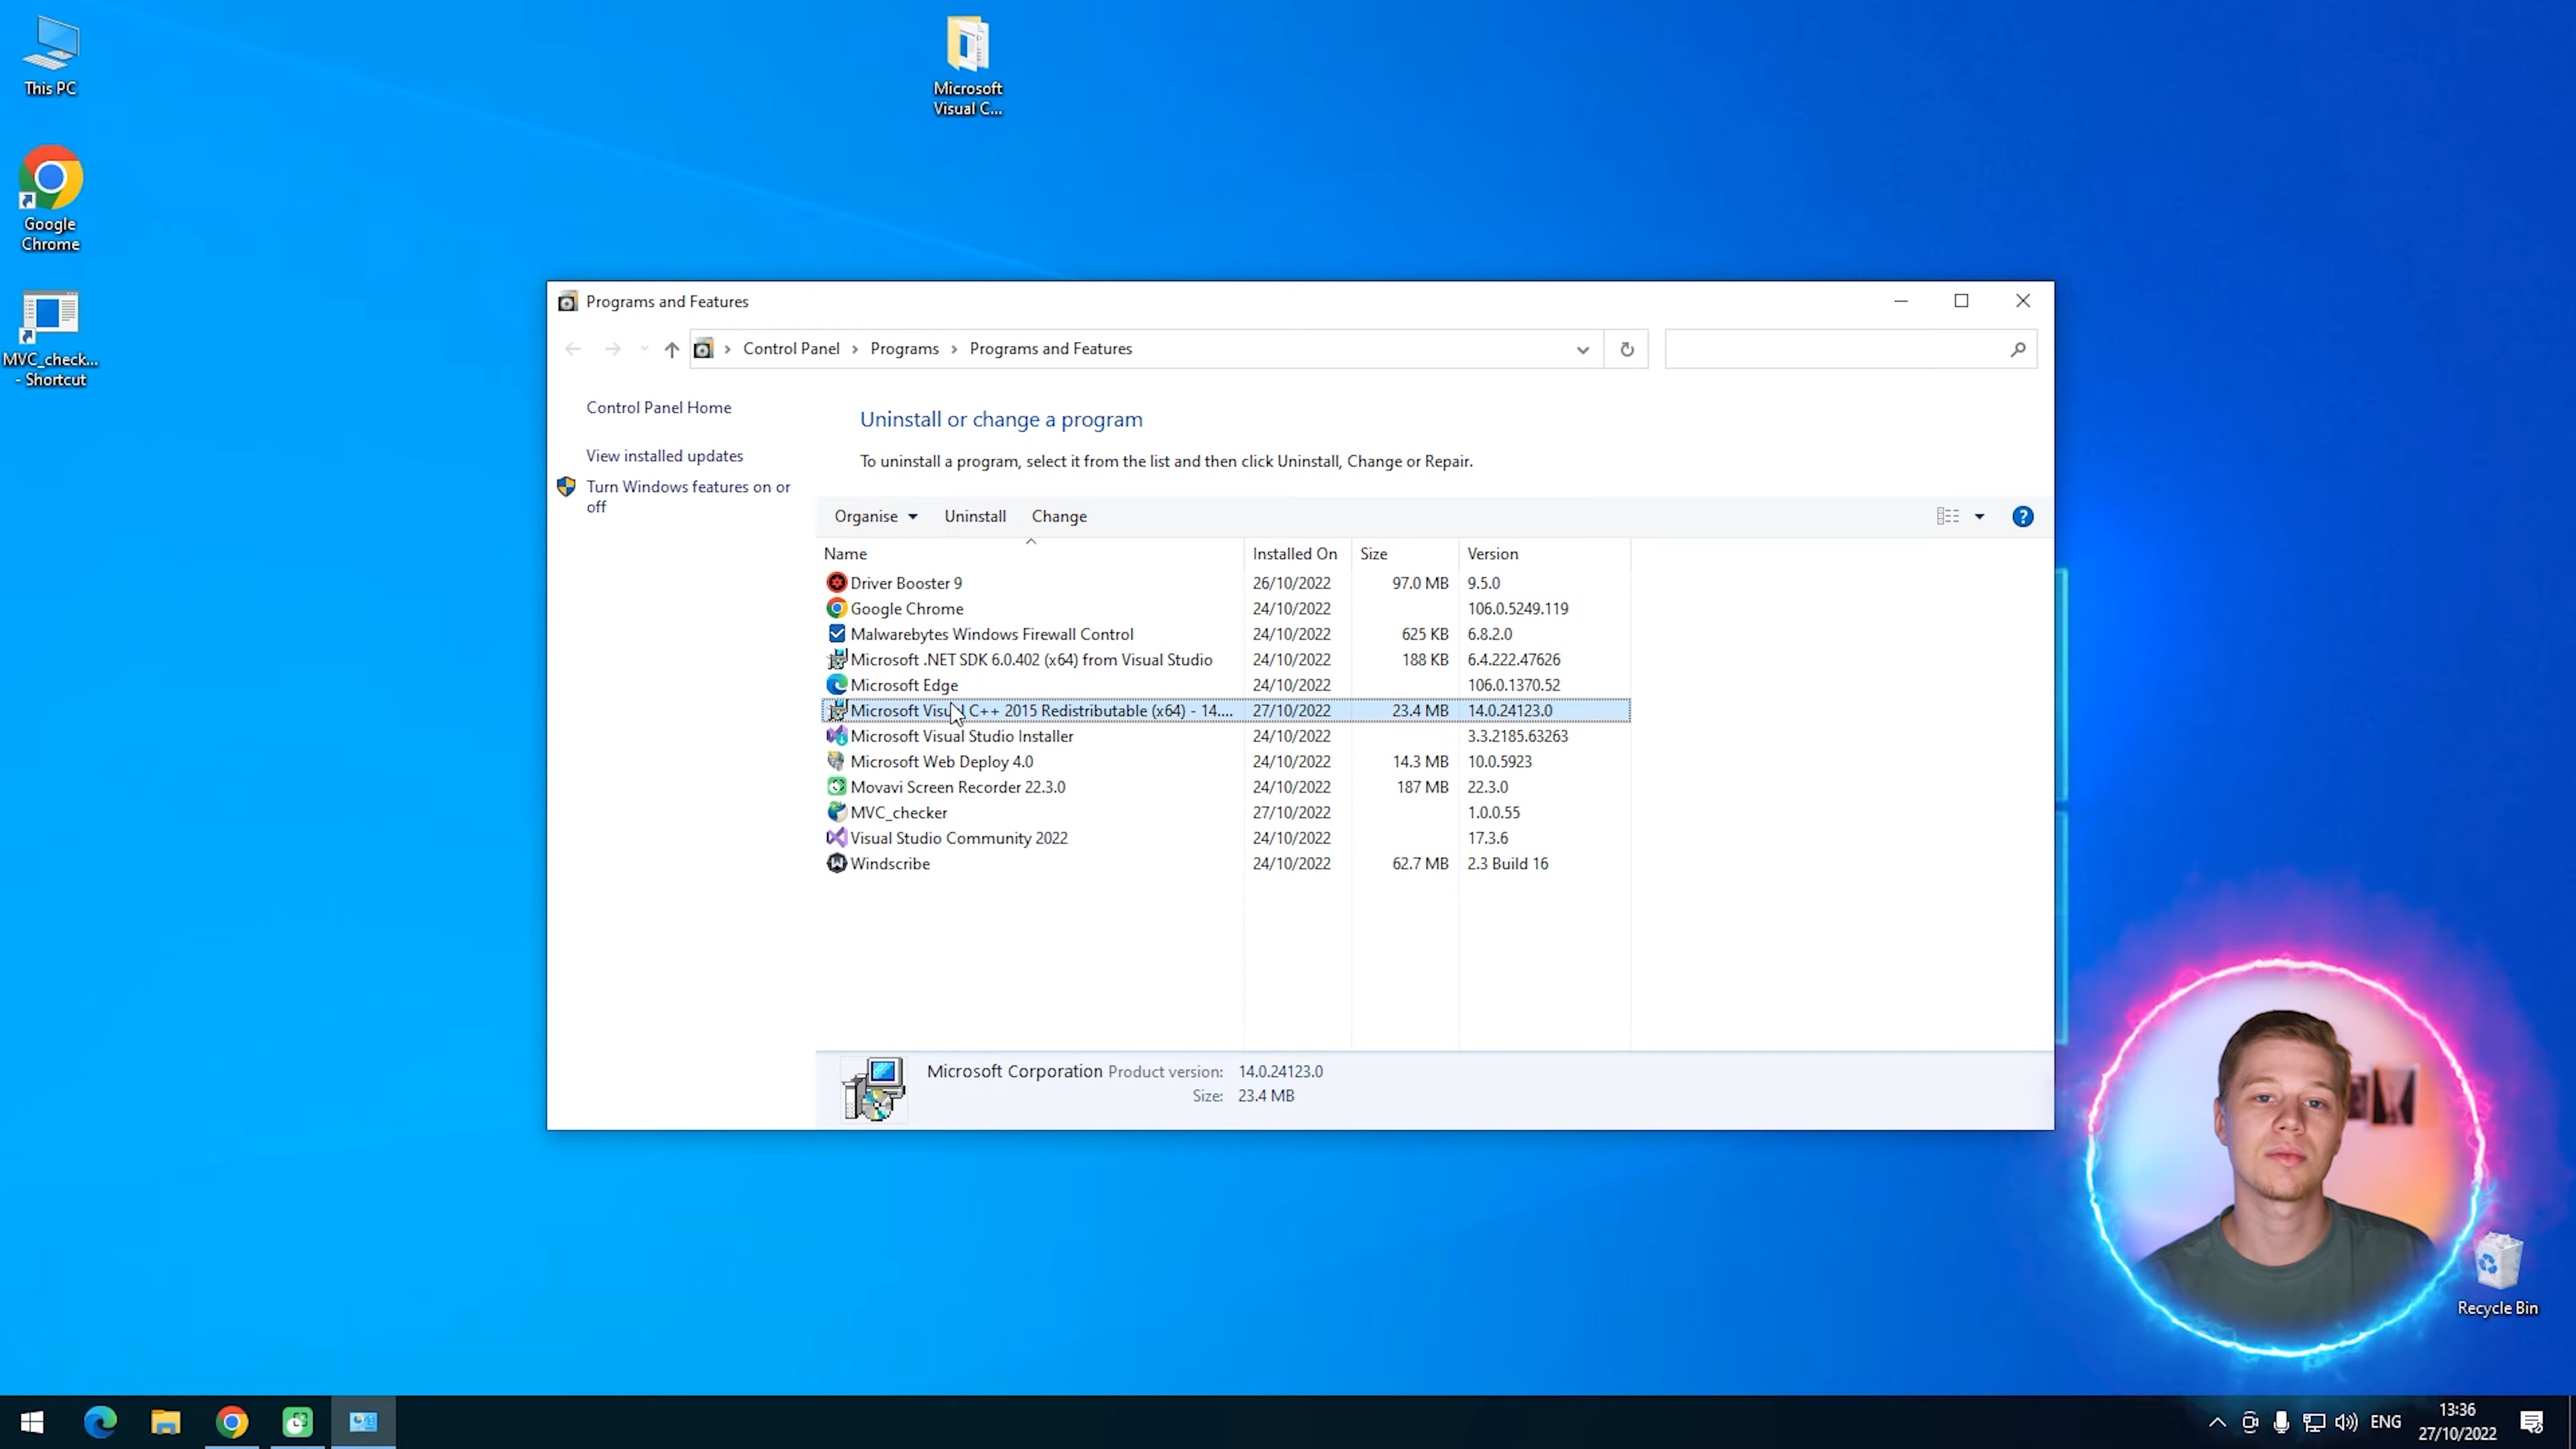 This PC
Microsoft
Visual C...
Google
Chrome
MVC_check...
- Shortcut
Programs and Features
Control Panel > Programs > Programs and Features
Control Panel Home
View installed updates
Turn Windows features on or
off
Uninstall or change a program
To uninstall a program, select it from the list and then click Uninstall, Change or Repair.
Organise Uninstall Change
Name Installed On Size Version
Driver Booster 9 26/10/2022 97.0 MB 9.5.0
Google Chrome 24/10/2022 106.0.5249.119
Malwarebytes Windows Firewall Control 24/10/2022 625 KB 6.8.2.0
Microsoft .NET SDK 6.0.402 (x64) from Visual Studio 24/10/2022 188 KB 6.4.222.47626
Microsoft Edge 24/10/2022 106.0.1370.52
Microsoft Visual C++ 2015 Redistributable (x64) - 14.... 27/10/2022 23.4 MB 14.0.24123.0
Microsoft Visual Studio Installer 24/10/2022 3.3.2185.63263
Microsoft Web Deploy 4.0 24/10/2022 14.3 MB 10.0.5923
Movavi Screen Recorder 22.3.0 24/10/2022 187 MB 22.3.0
MVC_checker 27/10/2022 1.0.0.55
Visual Studio Community 2022 24/10/2022 17.3.6
Windscribe 24/10/2022 62.7 MB 2.3 Build 16
Microsoft Corporation Product version: 14.0.24123.0
Size: 23.4 MB
Recycle Bin
ENG
13:36
27/10/2022